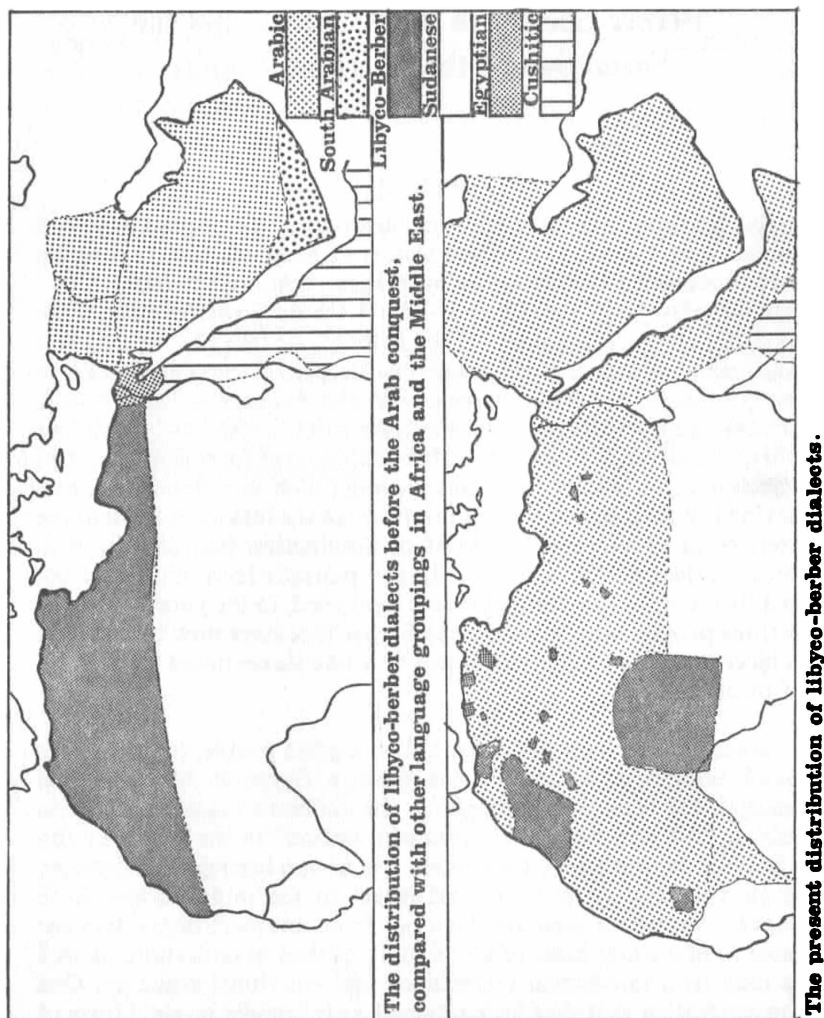 Arabic
South Arabian
Libyco-Berber
Sudanese
Egyptian
Cushitic
The distribution of libyco-berber dialects before the arab conquest.
compared with other language grouping in Africa and the Middle East.
The present distribution of libyco-berber dialects.